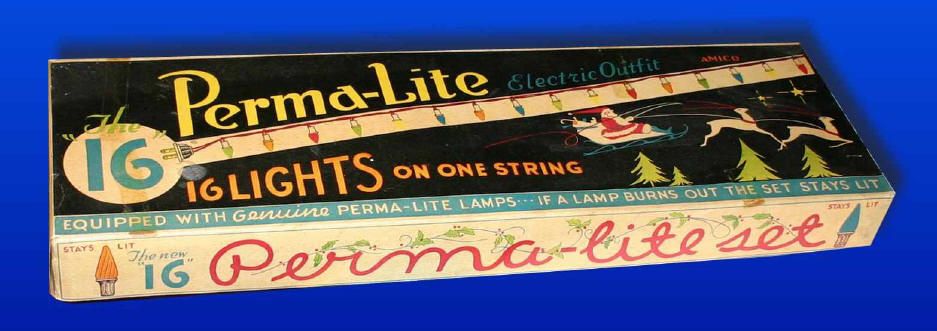 "The
16"
Perma-Lite
Electric Outfit
AMICO
16 LIGHTS ON ONE STRING
EQUIPPED WITH Genuine PERMA-LITE LAMPS... IF A LAMP BURNS OUT THE SET STAYS LIT
STAYS LIT
The new
"16"
Perma-lite set
STAYS LIT